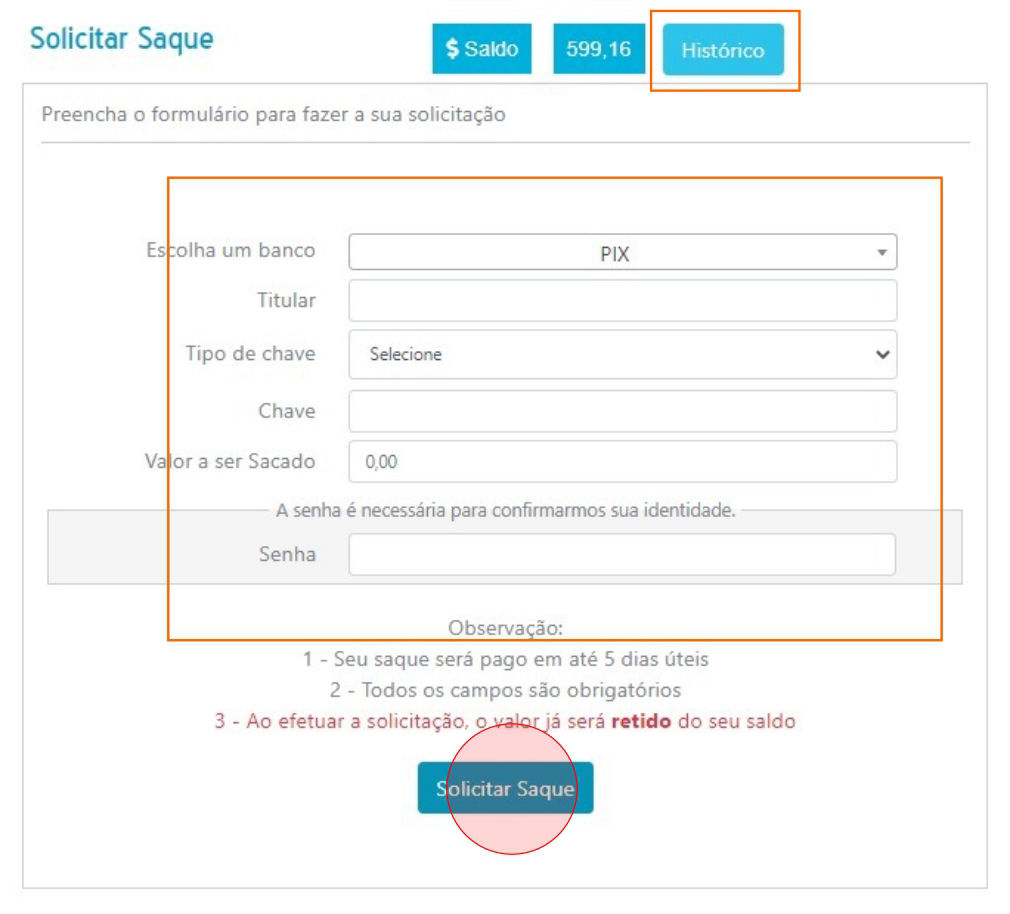 Solicitar Saque
$ Saldo
599,16
Histórico
Preencha o formulário para fazer a sua solicitação
Escolha um banco
PIX
Titular
Tipo de chave
Selecione
Chave
Valor a ser Sacado
0,00
A senha é necessária para confirmarmos sua identidade.
Senha
Observação:
1 - Seu saque será pago em até 5 dias úteis
2 - Todos os campos são obrigatórios
3 - Ao efetuar a solicitação, o valor já será retido do seu saldo
Solicitar Saque